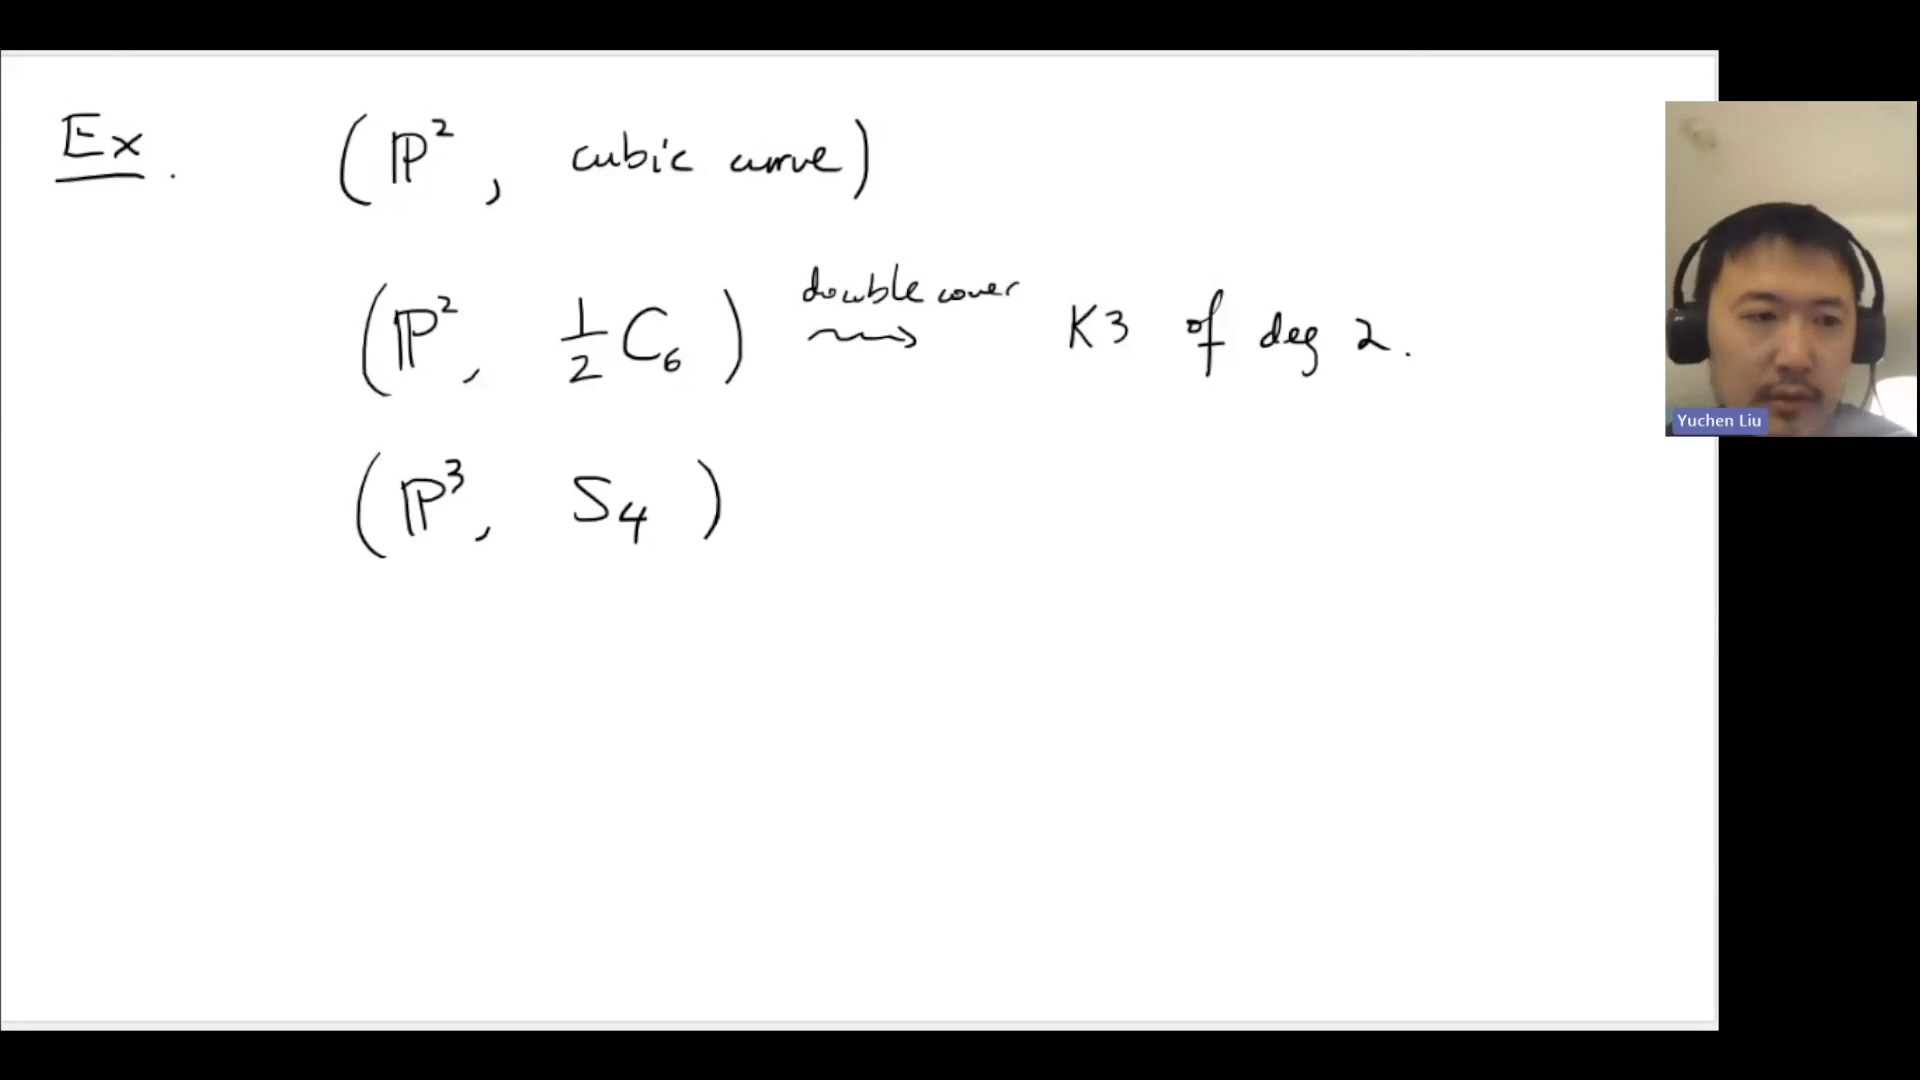 Ex. (ℙ², cubic curve)
double cover
(ℙ², ½C₆) ⟿ K3 of deg 2.
(ℙ³, S₄)
Yuchen Liu